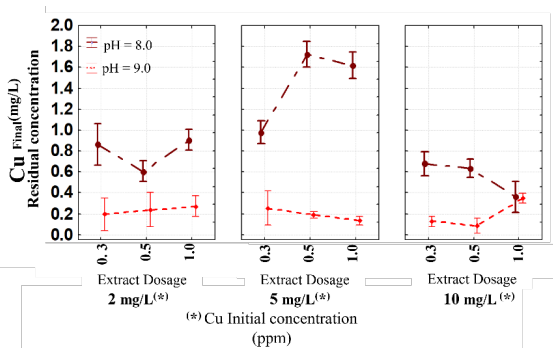 Cu Final(mg/L)
Residual concentration
2.0
1.8
1.6
1.4
1.2
1.0
0.8
0.6
0.4
0.2
0.0
pH = 8.0
pH = 9.0
0. 3
0.5
1.0
0.3
0.5
1.0
0.3
0.5
1.0
Extract Dosage
2 mg/L(*)
Extract Dosage
5 mg/L(*)
Extract Dosage
10 mg/L (*)
(*) Cu Initial concentration
(ppm)